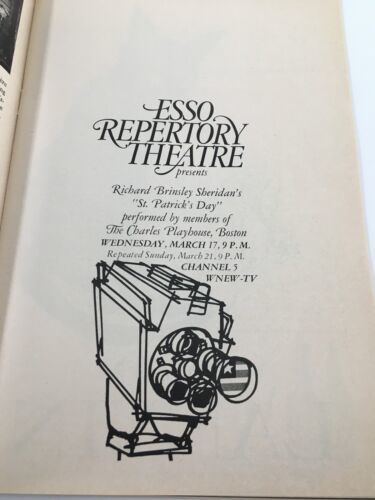 ESSO
REPERTORY
THEATRE
presents
Richard Brinsley Sheridan's
"St. Patrick's Day"
performed by members of
The Charles Playhouse, Boston
WEDNESDAY, MARCH 17, 9 P.M.
Repeated Sunday, March 21, 9 P.M.
CHANNEL 5
WNEW-TV